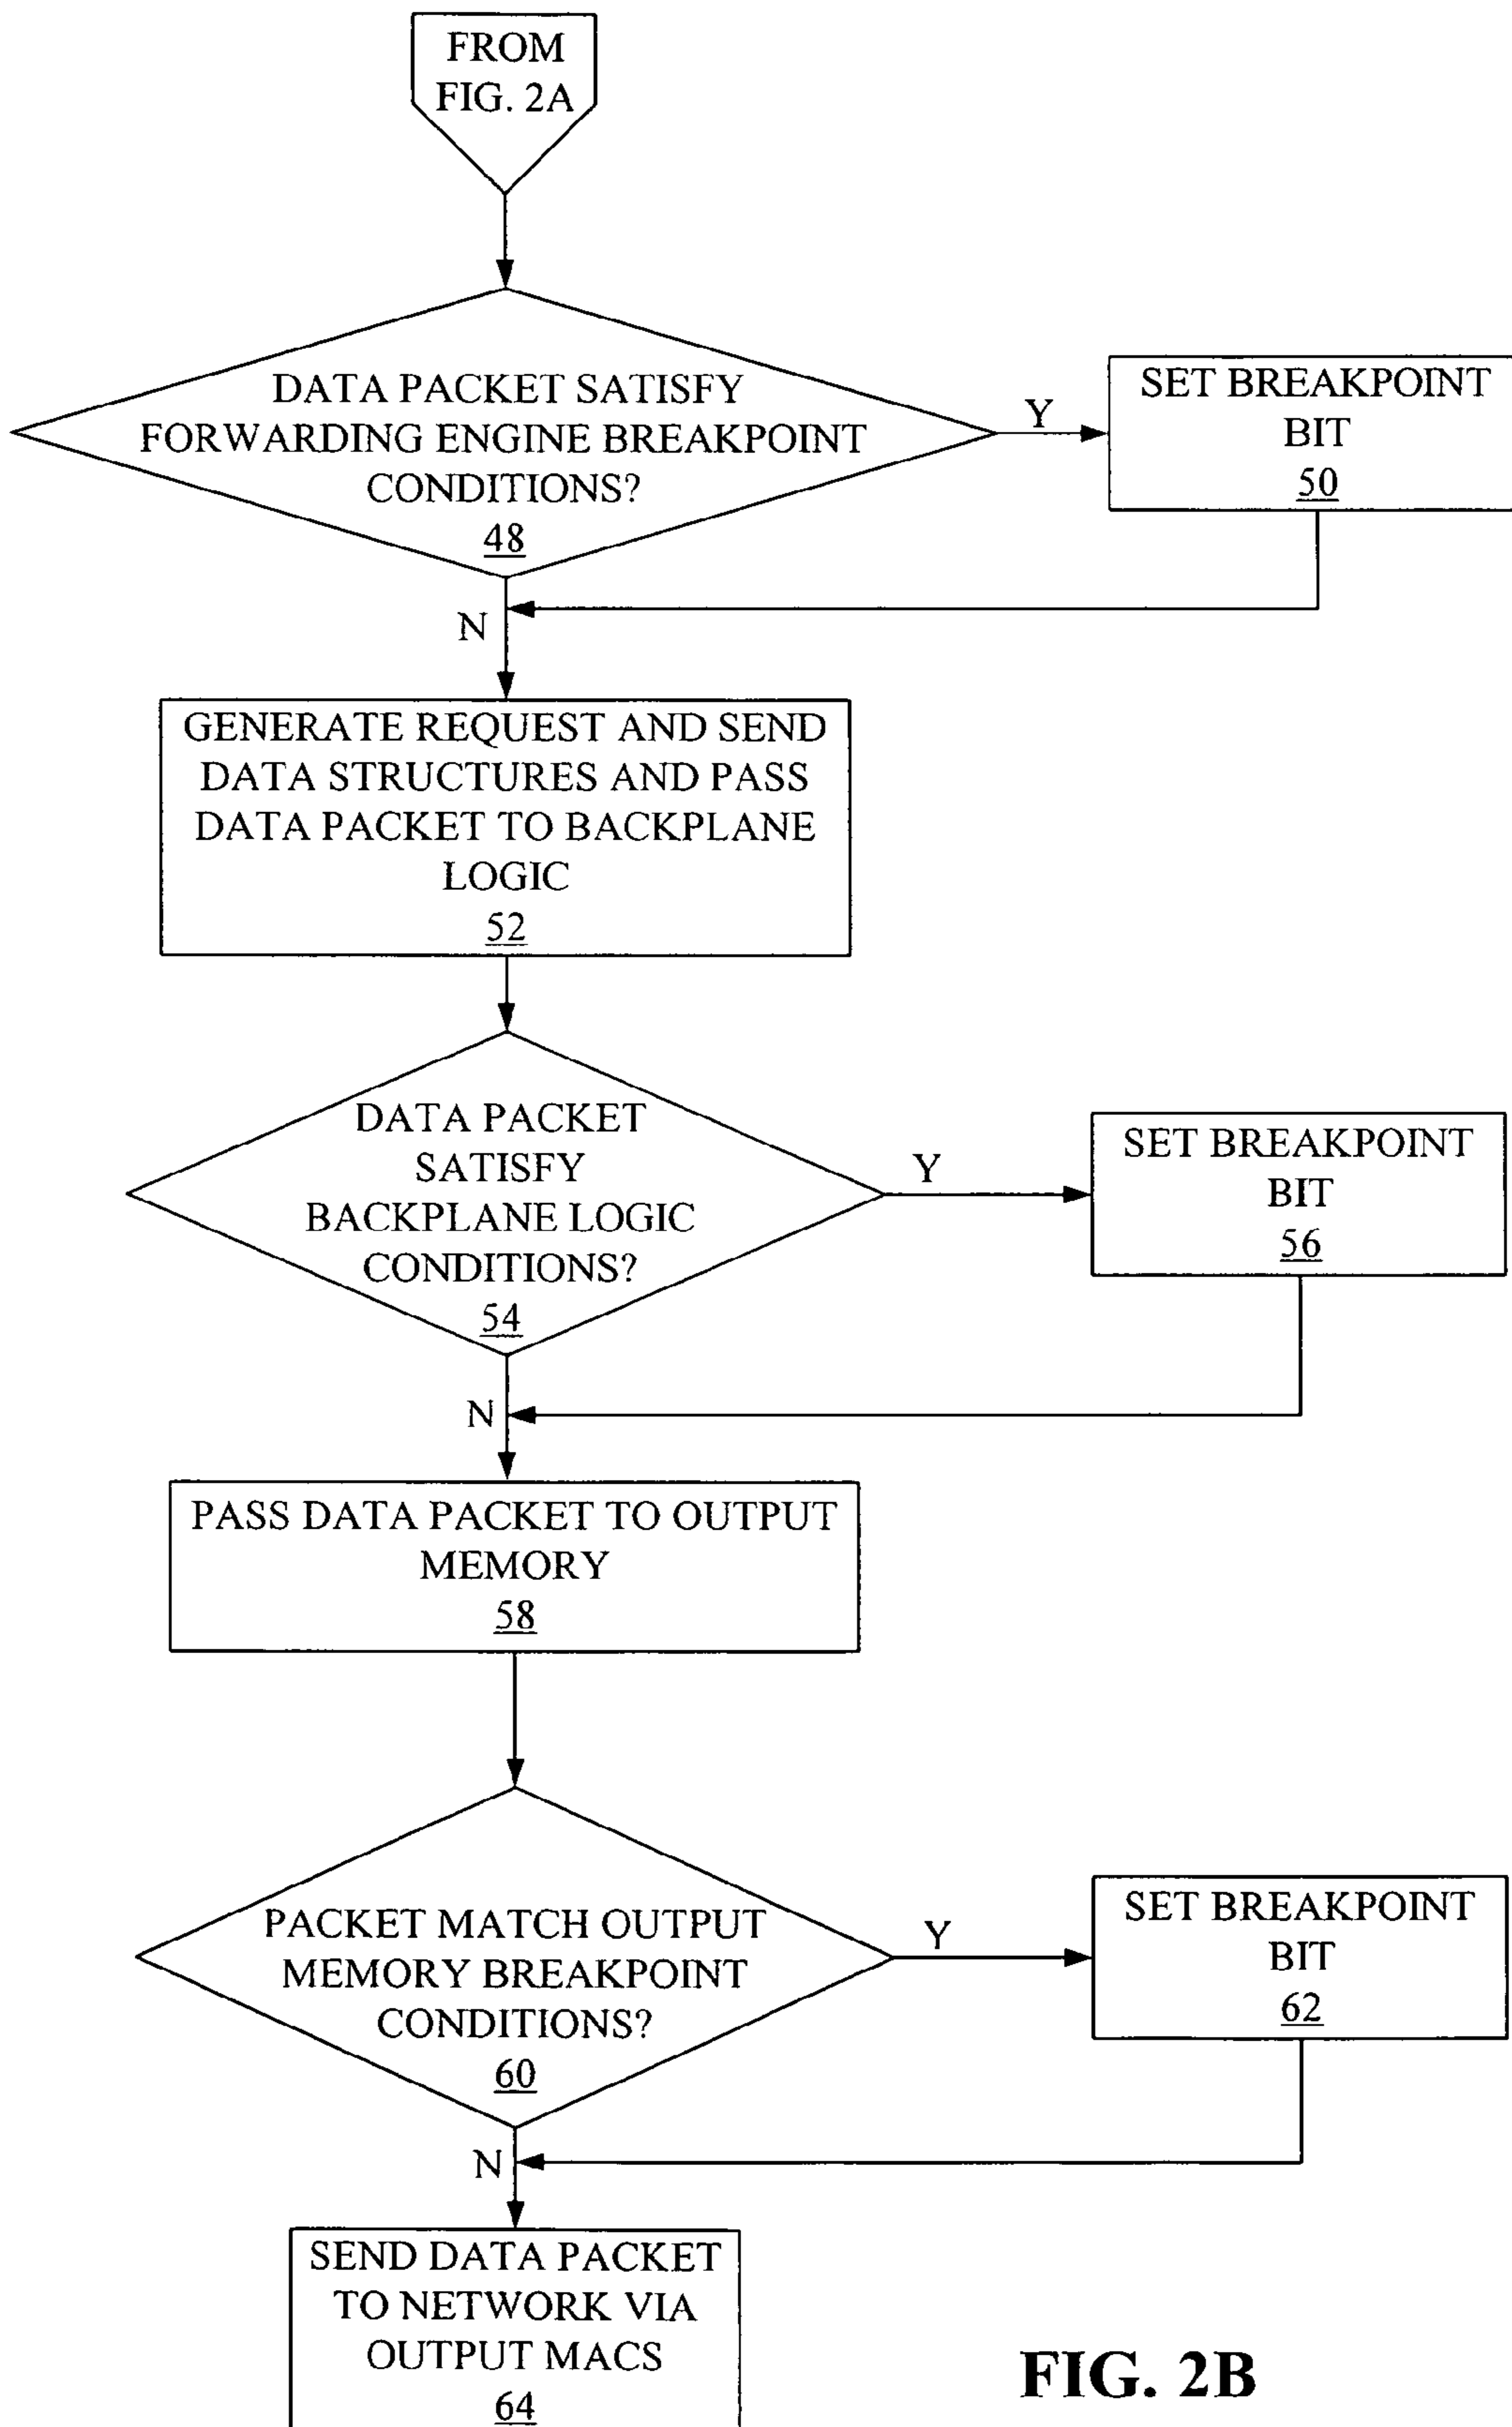 FROM
FIG. 2A
DATA PACKET SATISFY
FORWARDING ENGINE BREAKPOINT
CONDITIONS?
48
Y
SET BREAKPOINT
BIT
50
N
GENERATE REQUEST AND SEND
DATA STRUCTURES AND PASS
DATA PACKET TO BACKPLANE
LOGIC
52
DATA PACKET
SATISFY
BACKPLANE LOGIC
CONDITIONS?
54
Y
SET BREAKPOINT
BIT
56
N
PASS DATA PACKET TO OUTPUT
MEMORY
58
PACKET MATCH OUTPUT
MEMORY BREAKPOINT
CONDITIONS?
60
Y
SET BREAKPOINT
BIT
62
N
SEND DATA PACKET
TO NETWORK VIA
OUTPUT MACS
64
FIG. 2B